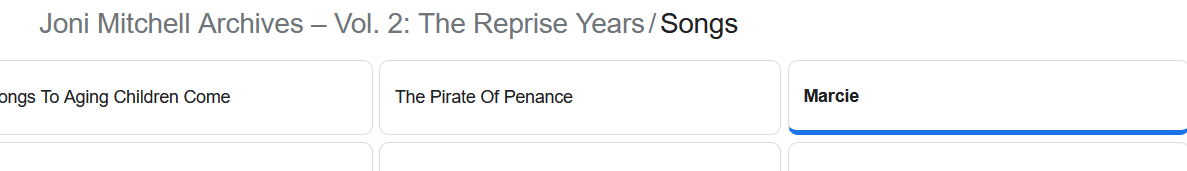 Joni Mitchell Archives – Vol. 2: The Reprise Years/Songs
ongs To Aging Children Come
The Pirate Of Penance
Marcie